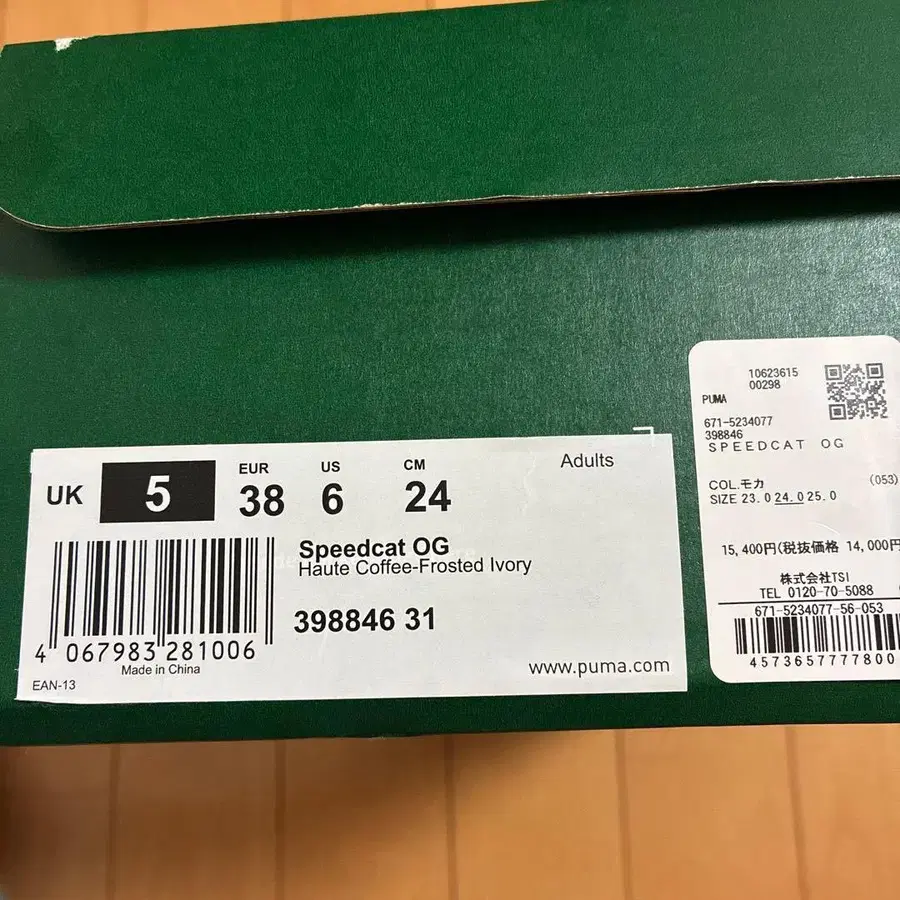 UK 5 EUR 38 US 6 CM 24 Adults
Speedcat OG
Haute Coffee-Frosted Ivory
398846 31
4 067983 281006
Made in China
EAN-13
www.puma.com
10623615
00298
PUMA
671-5234077
398846
SPEEDCAT OG
COL.モカ (053)
SIZE 23.0 24.0 25.0
15,400円(税抜価格 14,000円
株式会社TSI
TEL 0120-70-5088
671-5234077-56-053
4573657777800